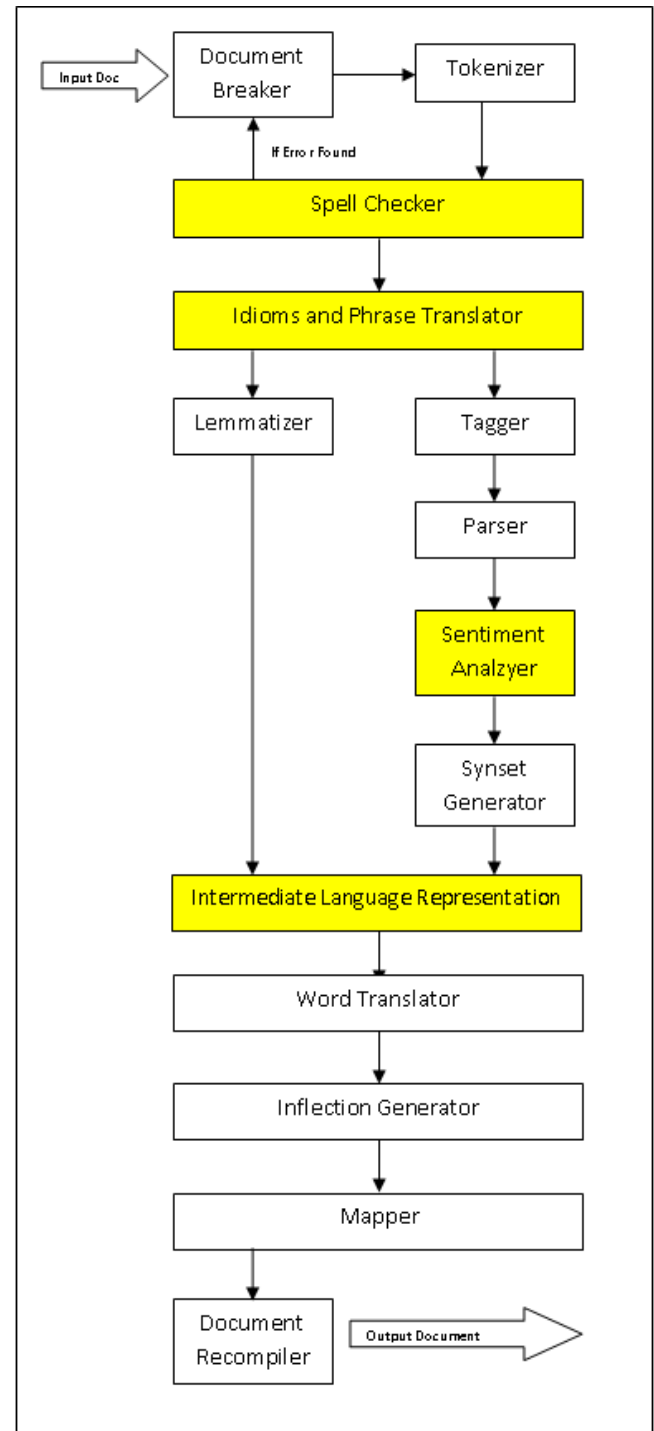 Input Doc
Document
Breaker
Tokenizer
If Error Found
Spell Checker
Idioms and Phrase Translator
Lemmatizer
Tagger
Parser
Sentiment
Analzyer
Synset
Generator
Intermediate Language Representation
Word Translator
Inflection Generator
Mapper
Document
Recompiler
Output Document